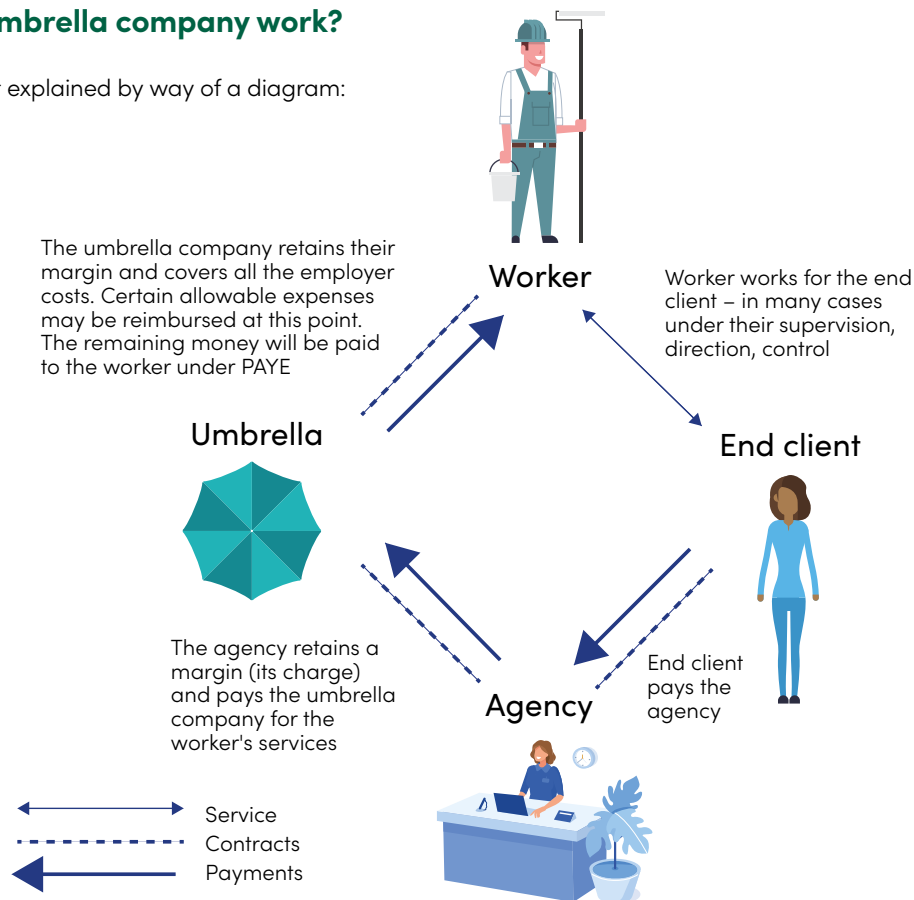 mbrella company work?
explained by way of a diagram:
The umbrella company retains their
margin and covers all the employer
costs. Certain allowable expenses
may be reimbursed at this point.
The remaining money will be paid
to the worker under PAYE
Worker
Worker works for the end
client – in many cases
under their supervision,
direction, control
Umbrella
End client
The agency retains a
margin (its charge)
and pays the umbrella
company for the
worker's services
End client
pays the
agency
Agency
Service
Contracts
Payments